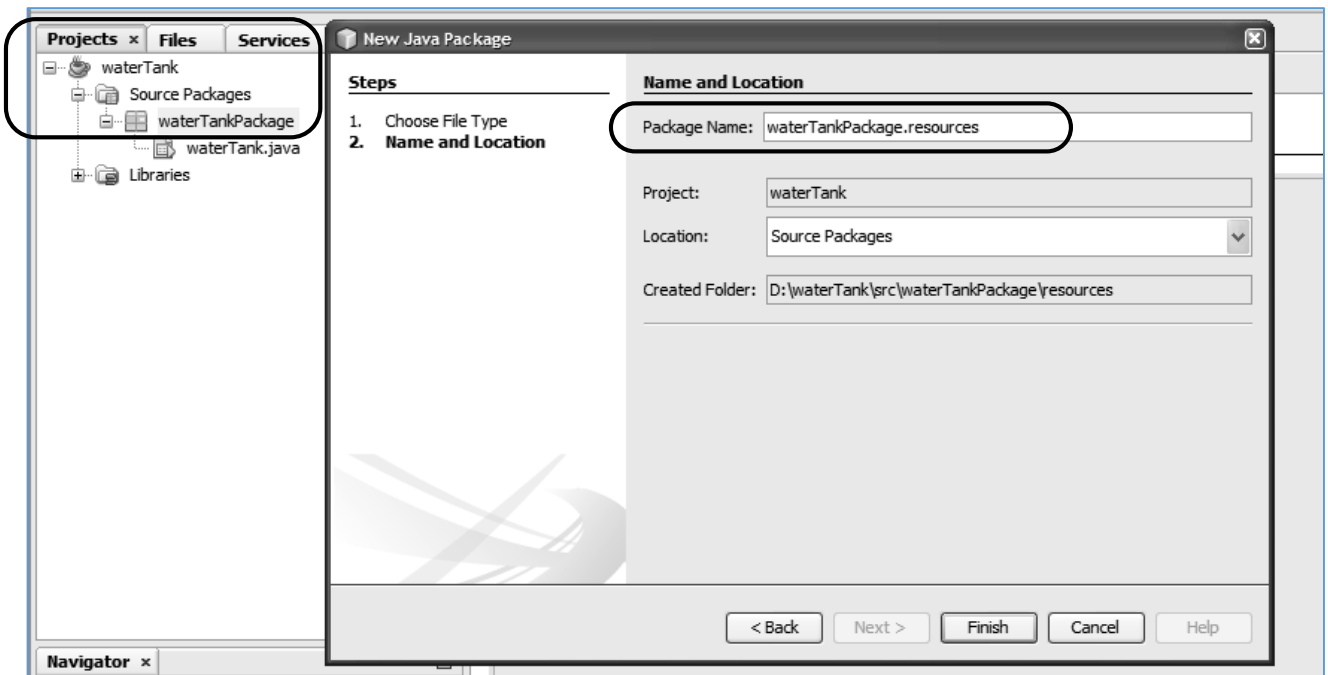 Projects × Files Services
waterTank
Source Packages
waterTankPackage
waterTank.java
Libraries
Navigator ×
New Java Package
Steps
1. Choose File Type
2. Name and Location
Name and Location
Package Name: waterTankPackage.resources
Project: waterTank
Location: Source Packages
Created Folder: D:\waterTank\src\waterTankPackage\resources
< Back Next > Finish Cancel Help